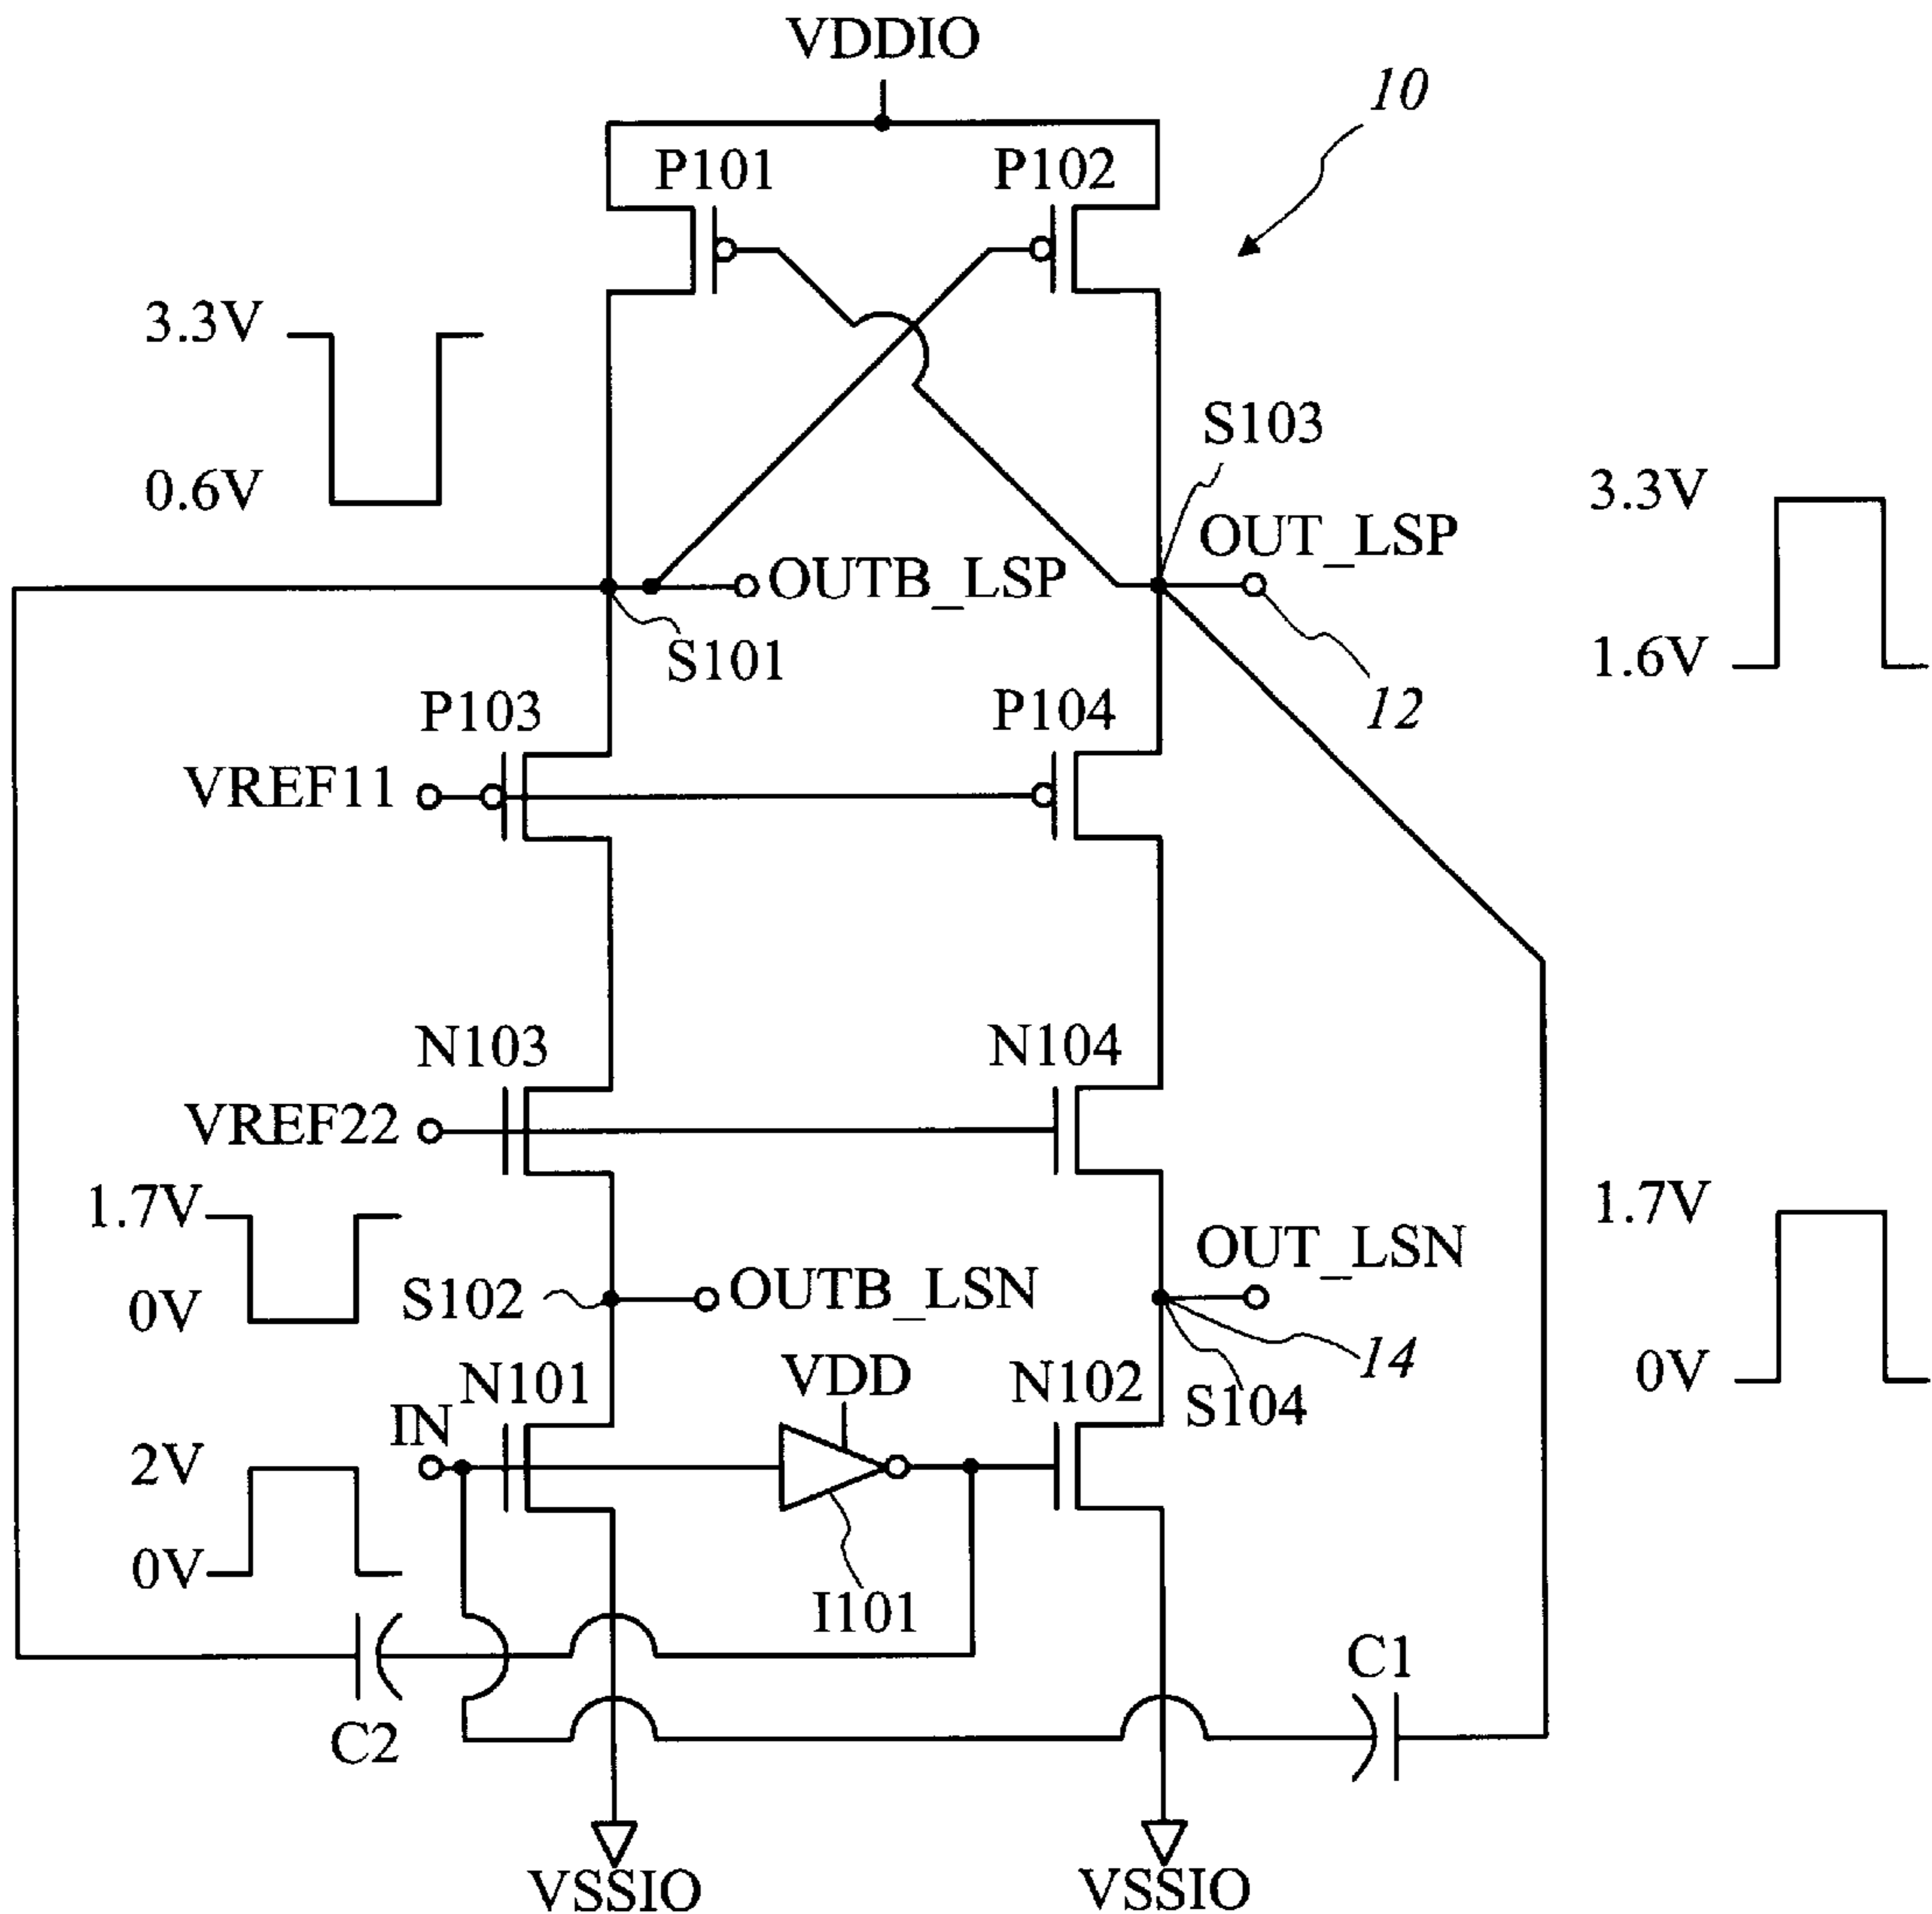 VDDIO
10
P101
P102
3.3V
0.6V
S103
3.3V
1.6V
OUT_LSP
OUTB_LSP
S101
12
P103
P104
VREF11
N103
N104
VREF22
1.7V
0V
1.7V
0V
S102
OUTB_LSN
OUT_LSN
14
S104
N101
VDD
N102
IN
2V
0V
I101
C2
C1
VSSIO
VSSIO